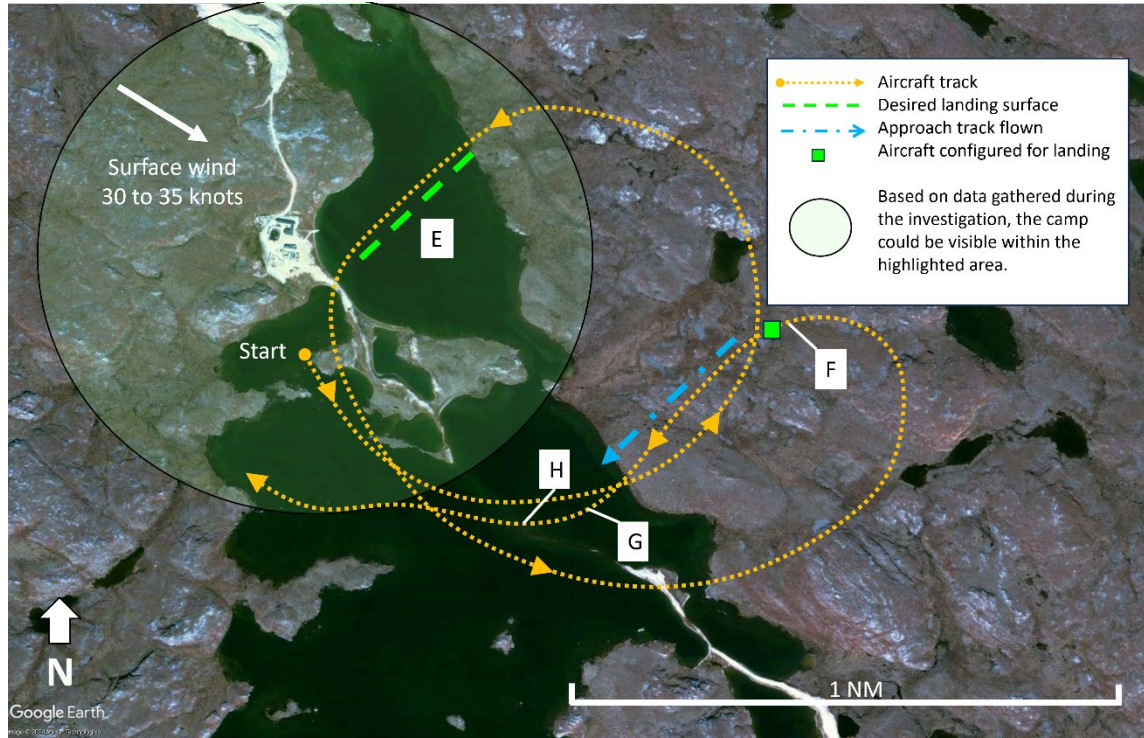 Surface wind
30 to 35 knots
Aircraft track
Desired landing surface
Approach track flown
Aircraft configured for landing
Based on data gathered during
the investigation, the camp
could be visible within the
highlighted area.
E
Start
F
H
G
N
1 NM
Google Earth